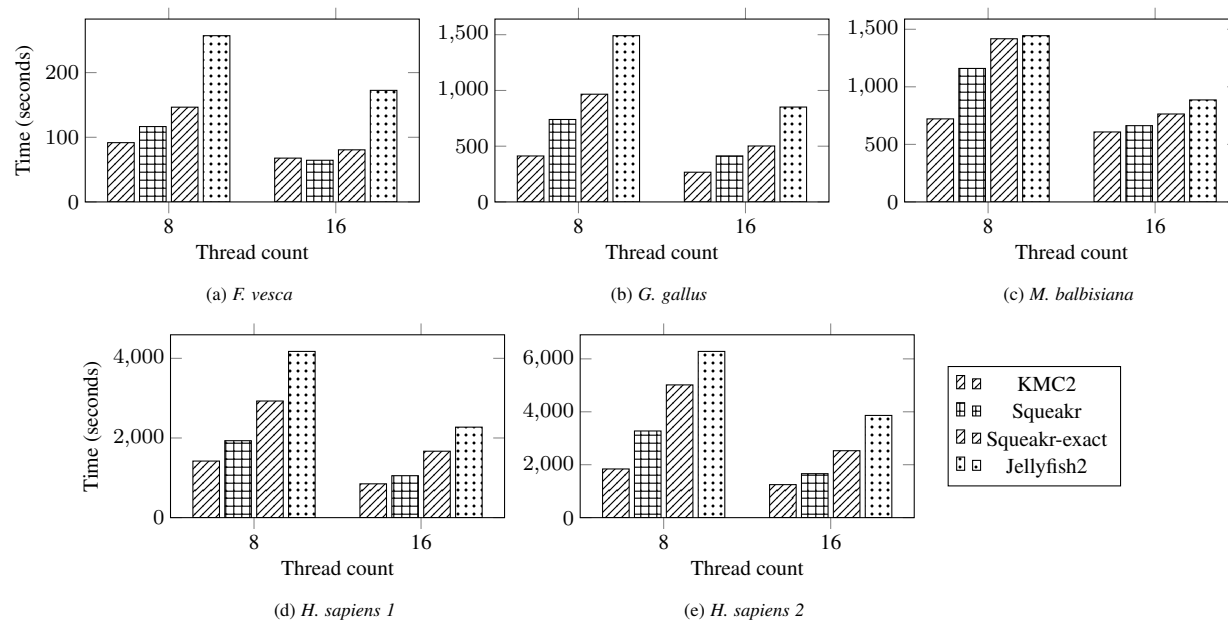 Time (seconds)
200
100
0
8
16
Thread count
(a) F. vesca
1,500
1,000
500
0
8
16
Thread count
(b) G. gallus
1,500
1,000
500
0
8
16
Thread count
(c) M. balbisiana
Time (seconds)
4,000
2,000
0
8
16
Thread count
(d) H. sapiens 1
6,000
4,000
2,000
0
8
16
Thread count
(e) H. sapiens 2
KMC2
Squeakr
Squeakr-exact
Jellyfish2